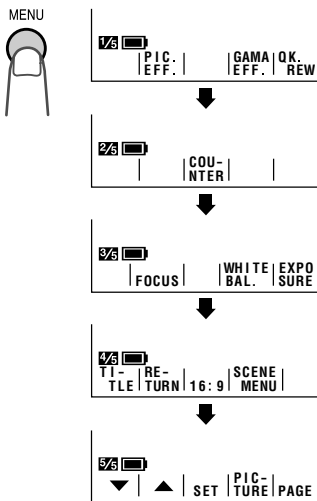 MENU
1/5
PIC. | | GAMA | QK.
EFF. | | EFF. | REW
2/5
| COU- | |
| NTER | |
3/5
| FOCUS | | WHITE | EXPO
BAL. | SURE
4/5
TI- | RE- | | SCENE |
TLE | TURN | 16:9 | MENU |
5/5
▼ | ▲ | SET | PIC- | PAGE
TURE